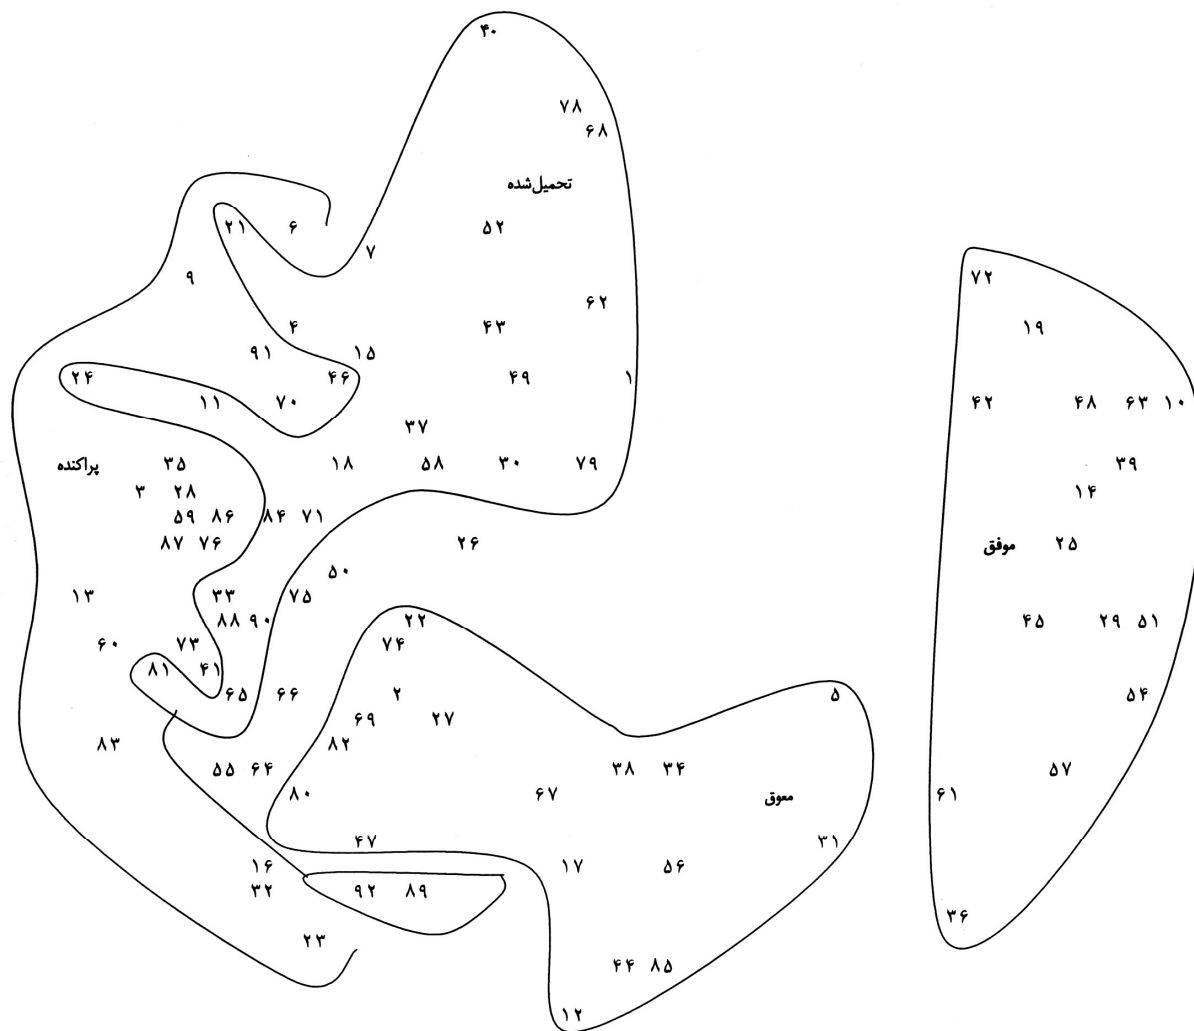 ۴۰
۷۸
۶۸
تحمیل‌شده
۲۱ ۶ ۵۲
۷
۹ ۷۲
۶۲
۴ ۴۳ ۱۹
۹۱ ۱۵
۲۴ ۴۶ ۴۹ ۱
۱۱ ۷۰ ۴۲ ۴۸ ۶۳ ۱۰
۳۷
پراکنده ۳۵ ۱۸ ۵۸ ۳۰ ۷۹ ۳۹
۳ ۲۸ ۱۴
۵۹ ۸۶ ۸۴ ۷۱
۸۷ ۷۶ ۲۶ موفق ۲۵
۵۰
۱۳ ۳۳ ۷۵
۸۸ ۹۰ ۲۲ ۴۵ ۲۹ ۵۱
۶۰ ۷۳ ۷۴
۸۱ ۴۱
۶۵ ۶۶ ۲ ۵ ۵۴
۶۹ ۲۷
۸۳ ۸۲
۵۵ ۶۴ ۳۸ ۳۴ ۵۷
۸۰ ۶۷ معوق ۶۱
۴۷ ۳۱
۱۶ ۱۷ ۵۶
۳۲ ۹۲ ۸۹
۳۶
۲۳
۴۴ ۸۵
۱۲